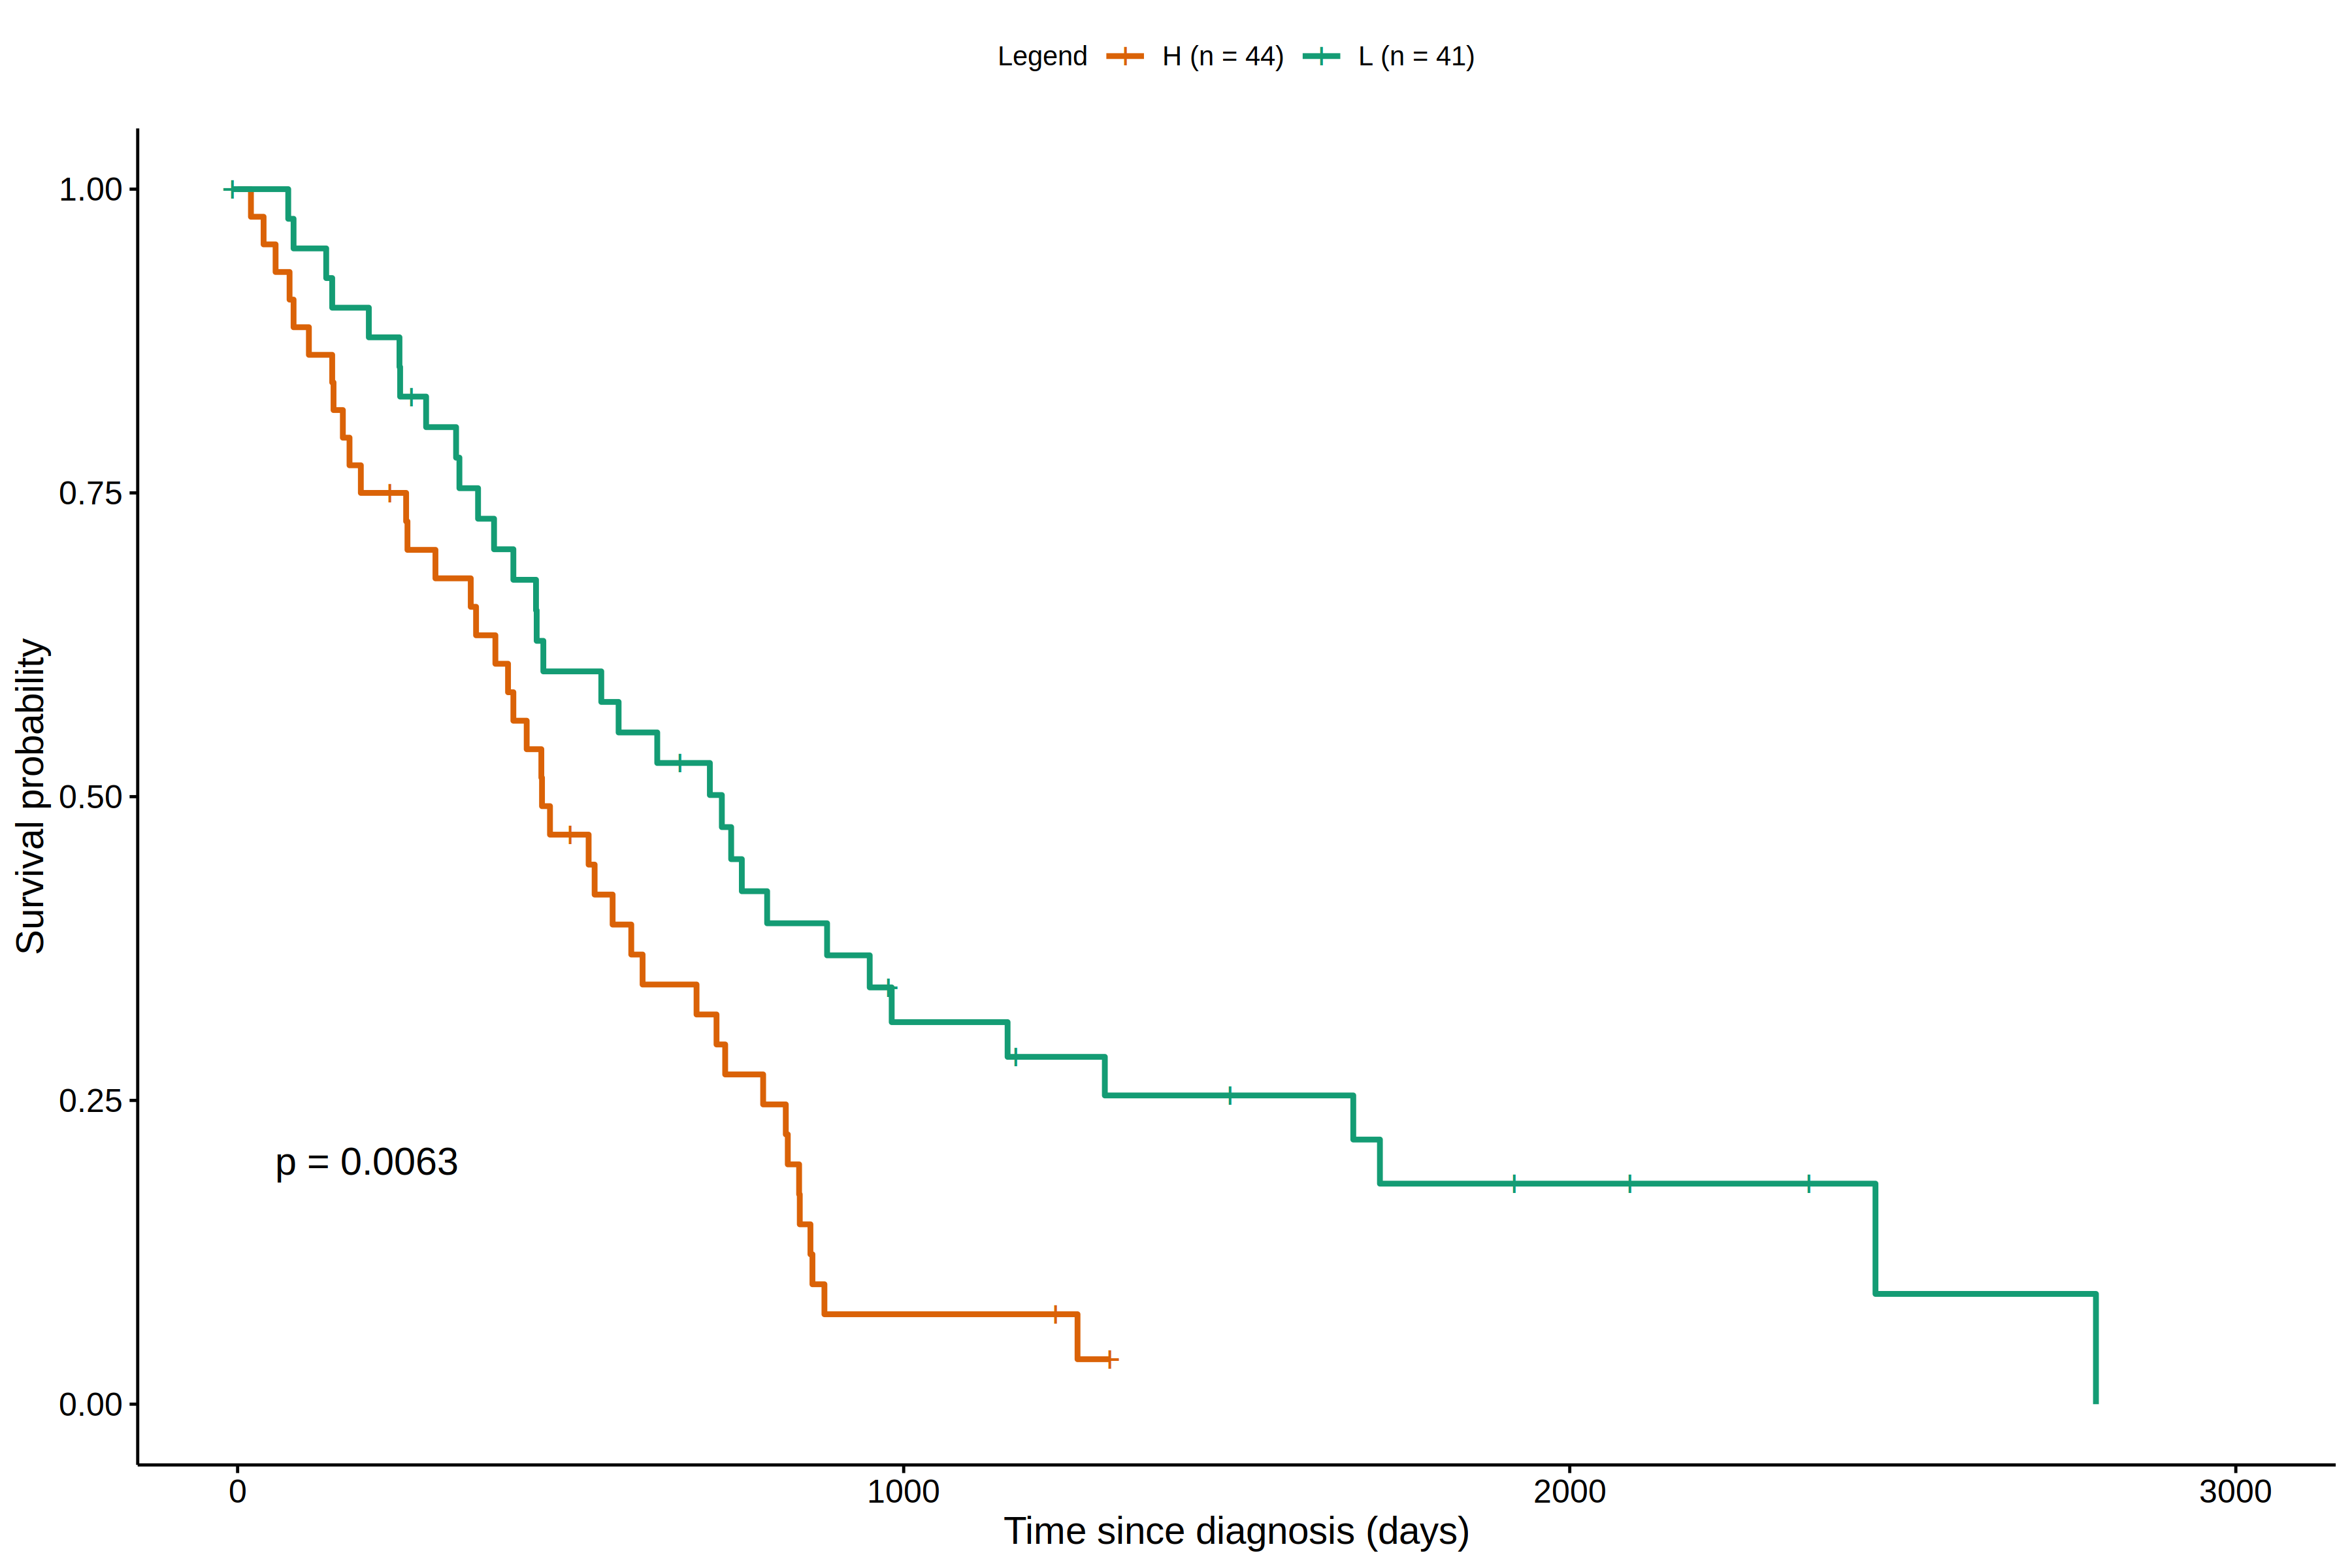 Legend H (n = 44) L (n = 41)
1.00
0.75
0.50
0.25
0.00
Survival probability
p = 0.0063
0 1000 2000 3000
Time since diagnosis (days)